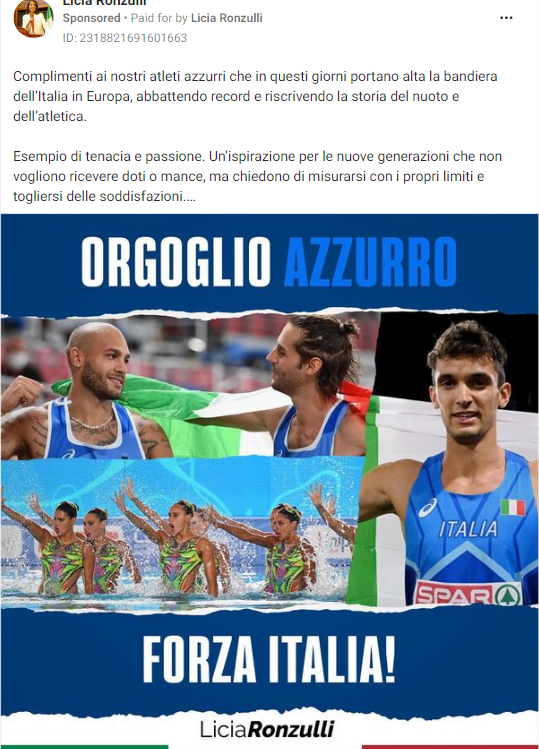 Licia Ronzulli
Sponsored • Paid for by Licia Ronzulli
ID: 2318821691601663
Complimenti ai nostri atleti azzurri che in questi giorni portano alta la bandiera
dell'Italia in Europa, abbattendo record e riscrivendo la storia del nuoto e
dell'atletica.
Esempio di tenacia e passione. Un'ispirazione per le nuove generazioni che non
vogliono ricevere doti o mance, ma chiedono di misurarsi con i propri limiti e
togliersi delle soddisfazioni....
ORGOGLIO AZZURRO
ITALIA
SPAR
FORZA ITALIA!
LiciaRonzulli